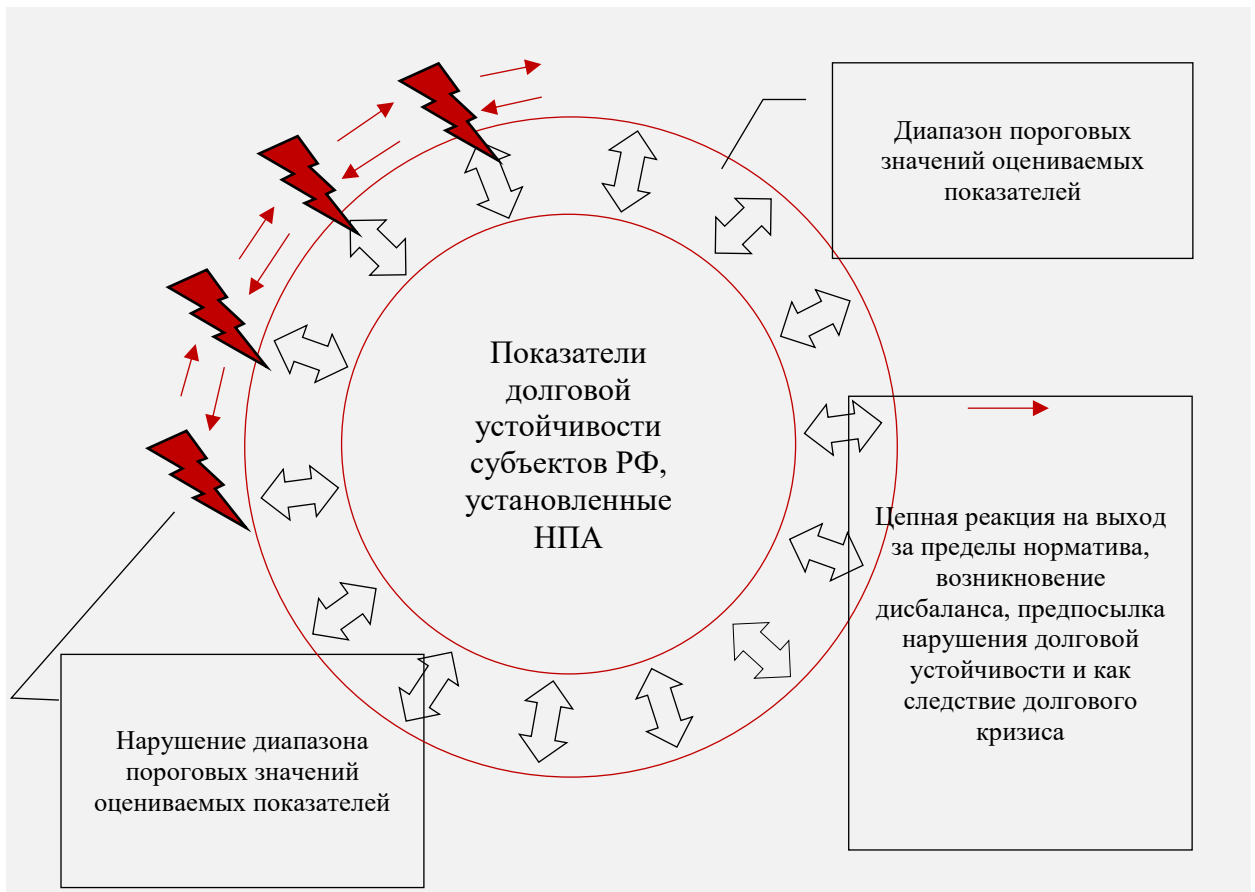 Диапазон пороговых
значений оцениваемых
показателей
Показатели
долговой
устойчивости
субъектов РФ,
установленные
НПА
Цепная реакция на выход
за пределы норматива,
возникновение
дисбаланса, предпосылка
нарушения долговой
устойчивости и как
следствие долгового
кризиса
Нарушение диапазона
пороговых значений
оцениваемых показателей